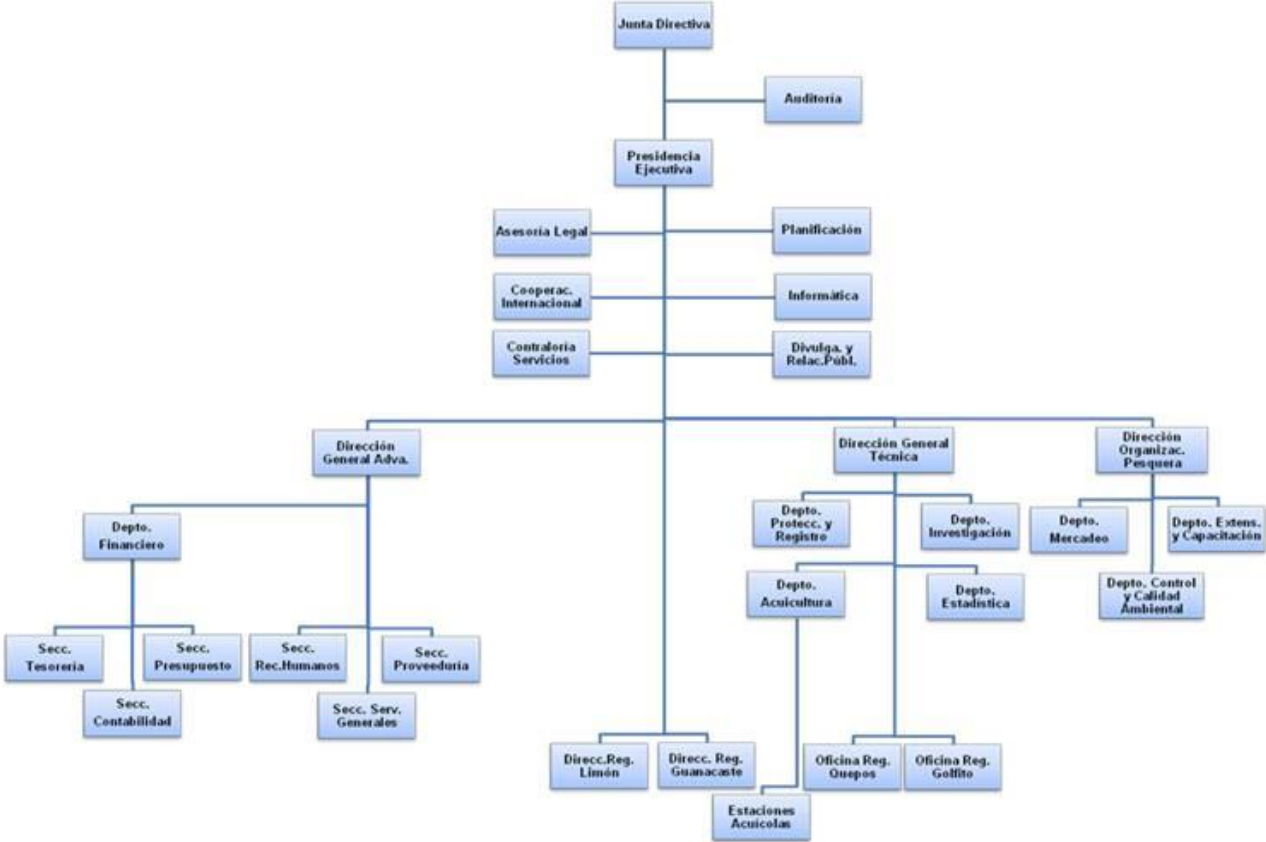 Junta Directiva
Auditoría
Presidencia
Ejecutiva
Asesoría Legal
Planificación
Cooperac.
Internacional
Informática
Contraloría
Servicios
Divulga. y
Relac.Públ.
Dirección
General Adva.
Dirección General
Técnica
Dirección
Organizac.
Pesquera
Depto.
Financiero
Depto.
Protecc. y
Registro
Depto.
Investigación
Depto.
Mercadeo
Depto. Extens.
y Capacitación
Depto.
Acuicultura
Depto.
Estadística
Depto. Control
y Calidad
Ambiental
Secc.
Tesorería
Secc.
Presupuesto
Secc.
Rec.Humanos
Secc.
Proveeduría
Secc.
Contabilidad
Secc. Serv.
Generales
Direcc.Reg.
Limón
Direcc. Reg.
Guanacaste
Oficina Reg.
Quepos
Oficina Reg.
Golfito
Estaciones
Acuícolas